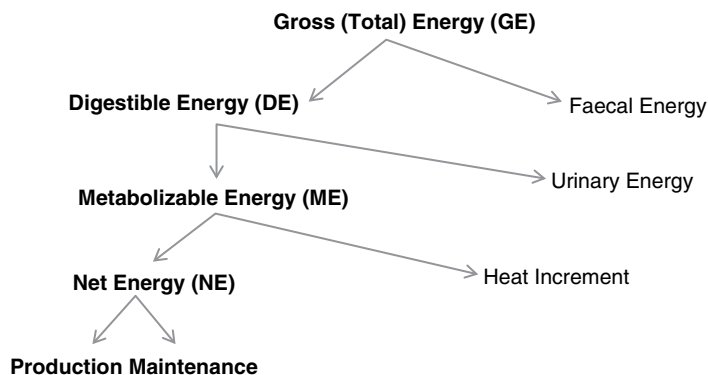 Gross (Total) Energy (GE)
Digestible Energy (DE)
Faecal Energy
Urinary Energy
Metabolizable Energy (ME)
Net Energy (NE)
Heat Increment
Production Maintenance